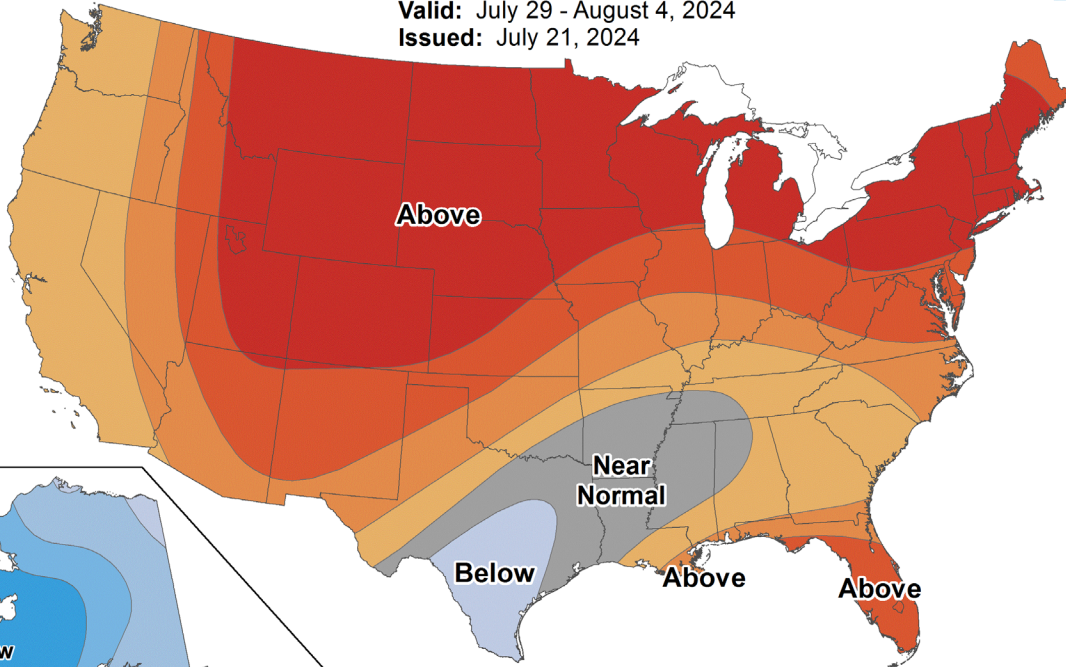 Valid: July 29 - August 4, 2024
Issued: July 21, 2024
Above
Near
Normal
Below
Above
Above
w